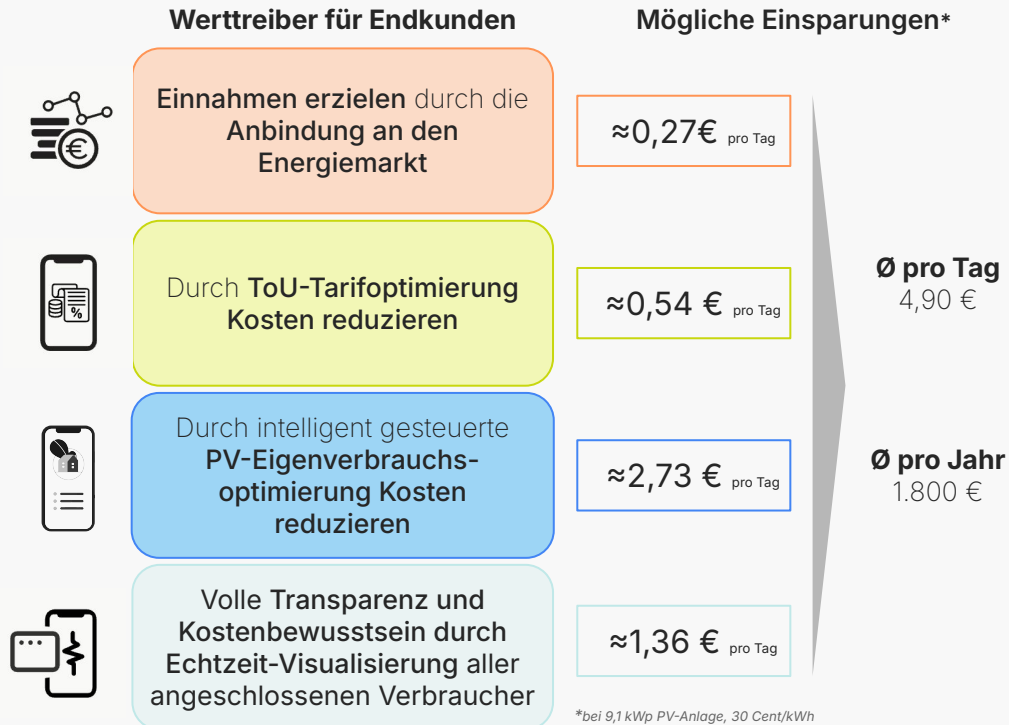 Werttreiber für Endkunden
Mögliche Einsparungen*
Einnahmen erzielen durch die
Anbindung an den
Energiemarkt
≈0,27€ pro Tag
Durch ToU-Tarifoptimierung
Kosten reduzieren
≈0,54 € pro Tag
Durch intelligent gesteuerte
PV-Eigenverbrauchs-
optimierung Kosten
reduzieren
≈2,73 € pro Tag
Volle Transparenz und
Kostenbewusstsein durch
Echtzeit-Visualisierung aller
angeschlossenen Verbraucher
≈1,36 € pro Tag
Ø pro Tag
4,90 €
Ø pro Jahr
1.800 €
*bei 9,1 kWp PV-Anlage, 30 Cent/kWh